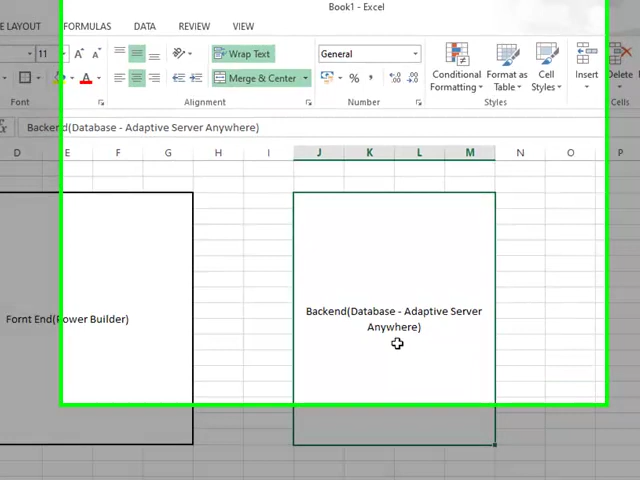 Book1 - Excel
E LAYOUT FORMULAS DATA REVIEW VIEW
11 A A Wrap Text General
A Merge & Center % Conditional Formatting Format as Table Cell Styles Insert Delete
Font Alignment Number Styles Cells
Backend(Database - Adaptive Server Anywhere)
D E F G H I J K L M N O P
Backend(Database - Adaptive Server
Fornt End(Power Builder)
Anywhere)